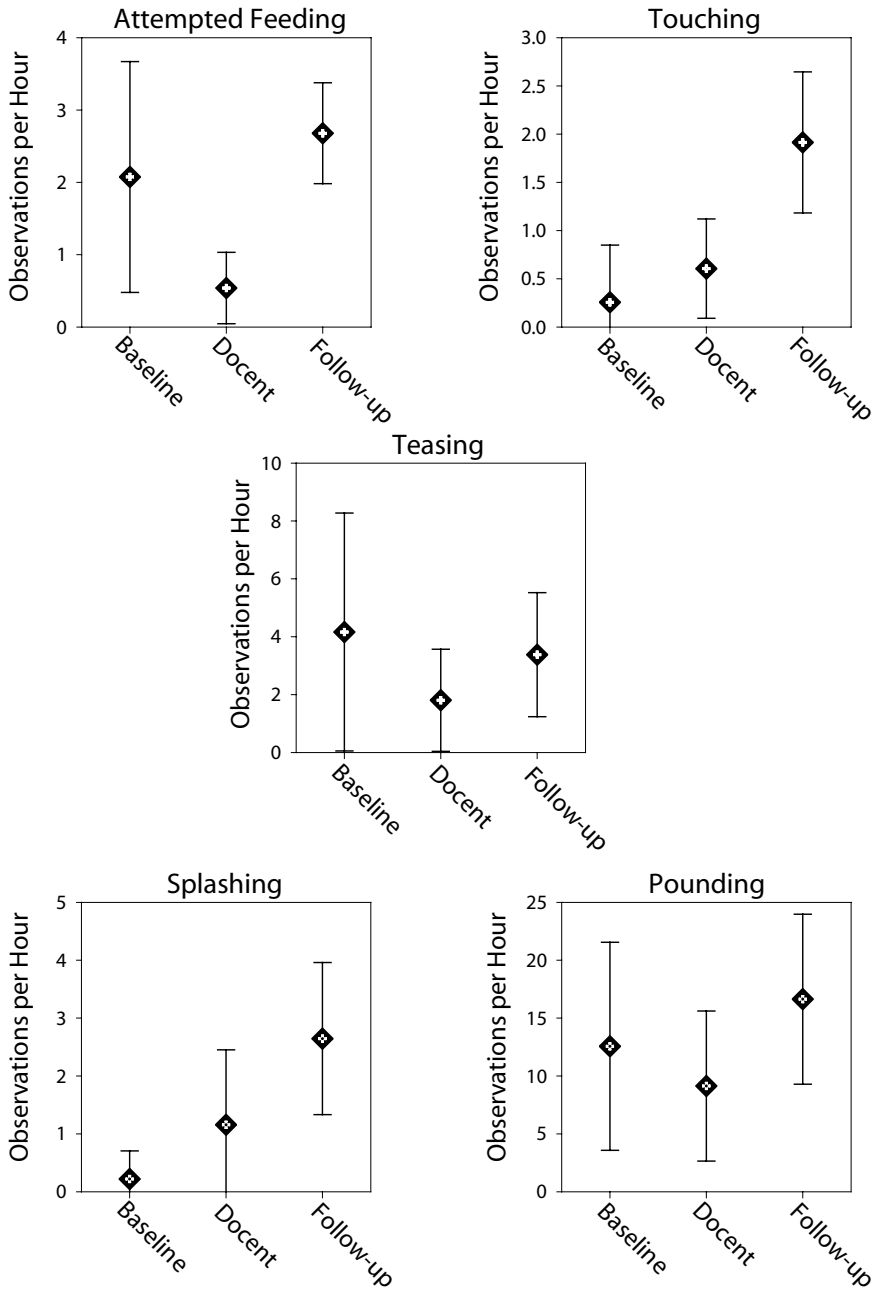 Attempted Feeding
Observations per Hour
4
3
2
1
0
Baseline
Docent
Follow-up
Touching
Observations per Hour
3.0
2.5
2.0
1.5
1.0
0.5
0.0
Baseline
Docent
Follow-up
Teasing
Observations per Hour
10
8
6
4
2
0
Baseline
Docent
Follow-up
Splashing
Observations per Hour
5
4
3
2
1
0
Baseline
Docent
Follow-up
Pounding
Observations per Hour
25
20
15
10
5
0
Baseline
Docent
Follow-up